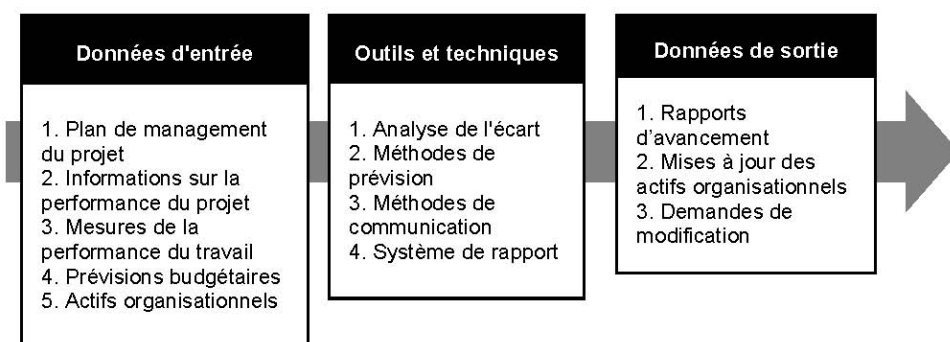 Données d'entrée
1. Plan de management
du projet
2. Informations sur la
performance du projet
3. Mesures de la
performance du travail
4. Prévisions budgétaires
5. Actifs organisationnels
Outils et techniques
1. Analyse de l'écart
2. Méthodes de
prévision
3. Méthodes de
communication
4. Système de rapport
Données de sortie
1. Rapports
d’avancement
2. Mises à jour des
actifs organisationnels
3. Demandes de
modification